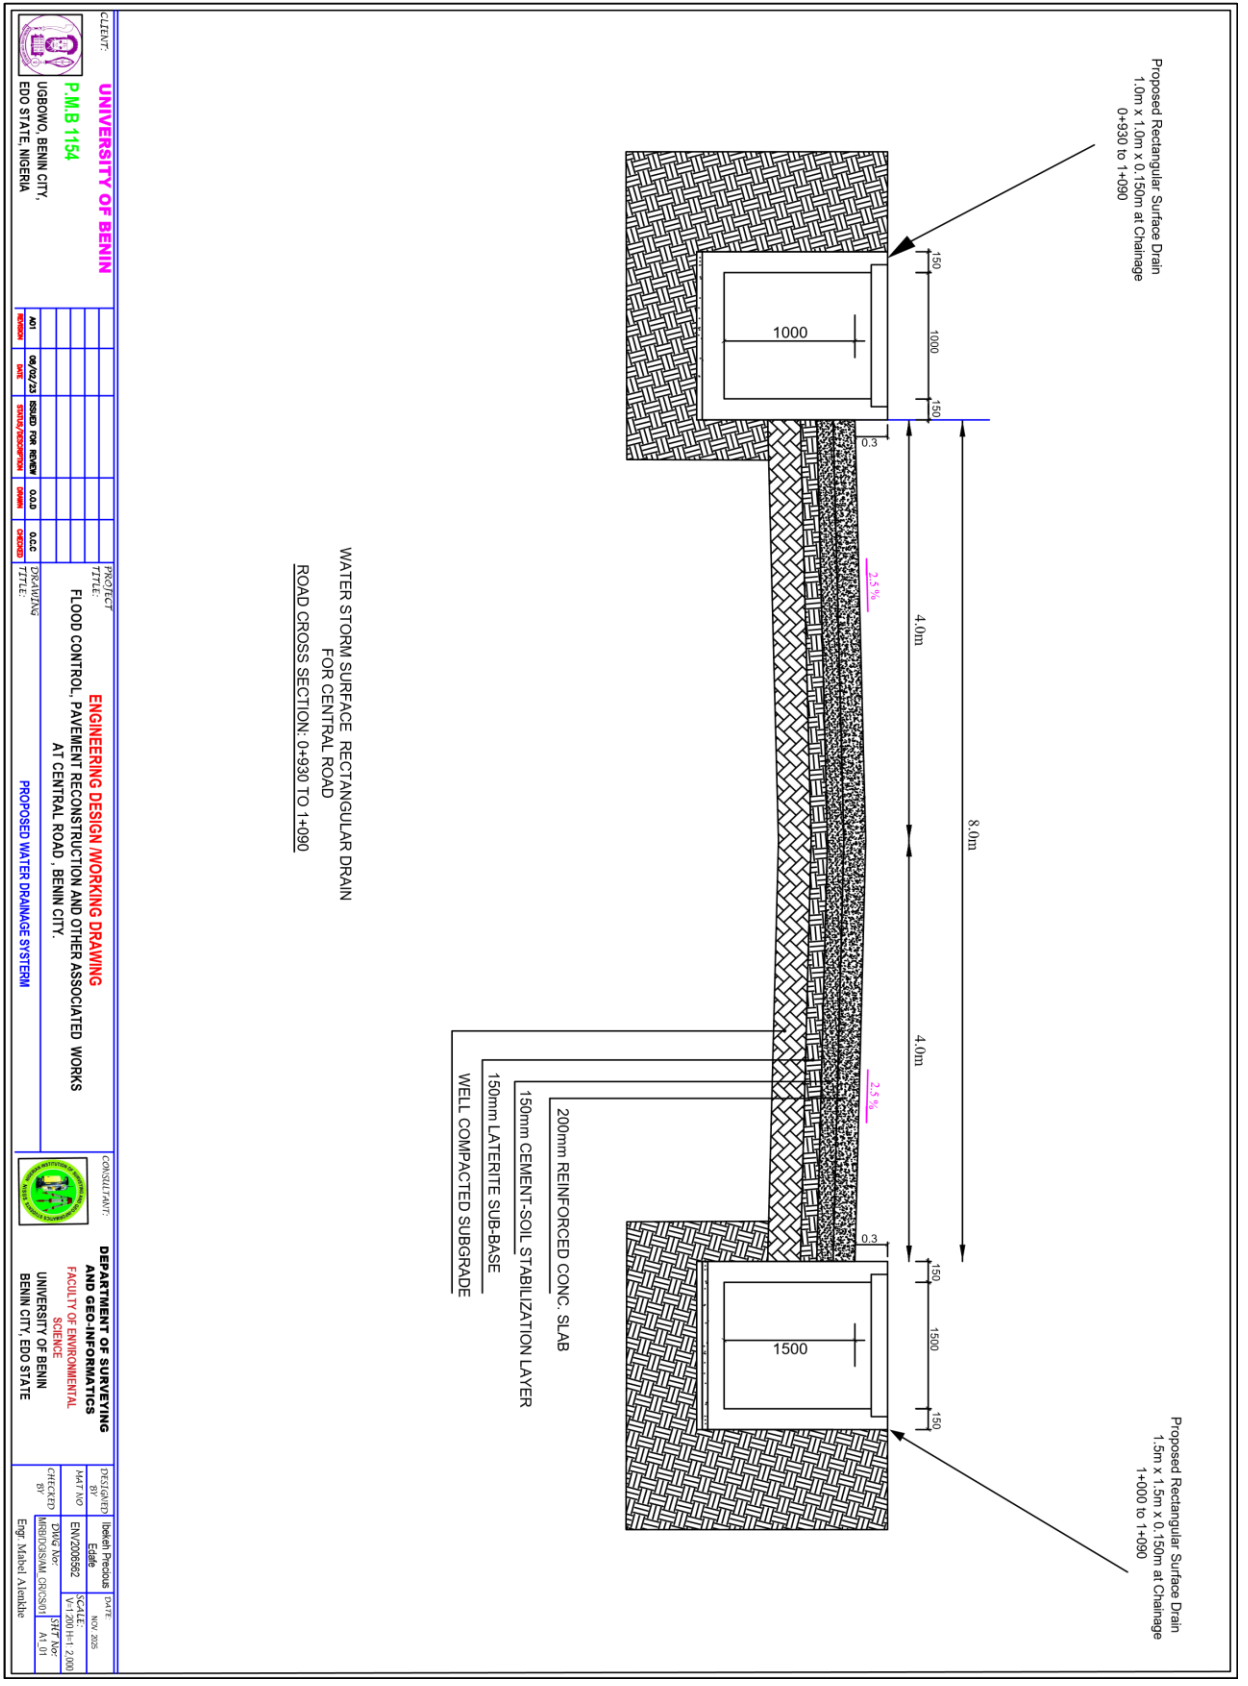 Proposed Rectangular Surface Drain
1.0m x 1.0m x 0.150m at Chainage
0+930 to 1+090
Proposed Rectangular Surface Drain
1.5m x 1.5m x 0.150m at Chainage
1+000 to 1+090
8.0m
4.0m
4.0m
150
1000
150
150
1500
150
0.3
0.3
2.5 %
2.5 %
1000
1500
200mm REINFORCED CONC. SLAB
150mm CEMENT-SOIL STABILIZATION LAYER
150mm LATERITE SUB-BASE
WELL COMPACTED SUBGRADE
WATER STORM SURFACE RECTANGULAR DRAIN
FOR CENTRAL ROAD
ROAD CROSS SECTION: 0+930 TO 1+090
CLIENT:
UNIVERSITY OF BENIN
P.M.B 1154
UGBOWO, BENIN CITY,
EDO STATE, NIGERIA
A01 08/02/23 ISSUED FOR REVIEW O.O.D O.C.C
REVISION DATE STATUS/DESCRIPTION DRAWN CHECKED
PROJECT
TITLE:
ENGINEERING DESIGN /WORKING DRAWING
FLOOD CONTROL, PAVEMENT RECONSTRUCTION AND OTHER ASSOCIATED WORKS
AT CENTRAL ROAD , BENIN CITY.
DRAWING
TITLE:
PROPOSED WATER DRAINAGE SYSTERM
CONSULTANT:
DEPARTMENT OF SURVEYING
AND GEO-INFORMATICS
FACULTY OF ENVIRONMENTAL
SCIENCE
UNIVERSITY OF BENIN
BENIN CITY, EDO STATE
DESIGNED
BY
Ibekeh Precious
Edafe
DATE:
NOV 2025
MAT NO
ENV2006562
SCALE:
V=1:200 H=1: 2,000
CHECKED
BY
DWG No:
SHT No:
A1_01
Engr. Mabel Alenkhe